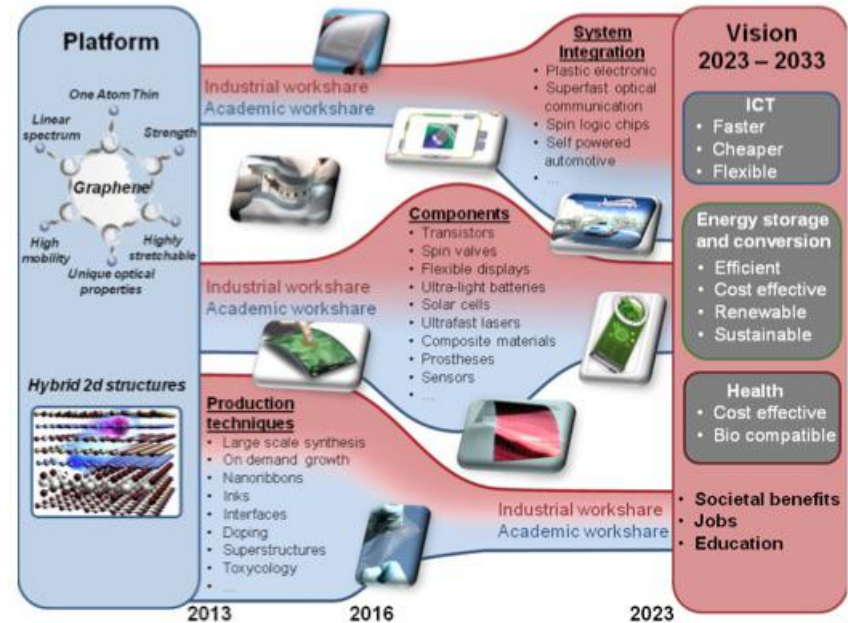 Platform
One Atom Thin
Linear
spectrum
Strength
Graphene
High
mobility
Highly
stretchable
Unique optical
properties
Hybrid 2d structures
Industrial workshare
Academic workshare
System
Integration
• Plastic electronic
• Superfast optical
communication
• Spin logic chips
• Self powered
automotive
• ...
Industrial workshare
Academic workshare
Components
• Transistors
• Spin valves
• Flexible displays
• Ultra-light batteries
• Solar cells
• Ultrafast lasers
• Composite materials
• Prostheses
• Sensors
• ...
Production
techniques
• Large scale synthesis
• On demand growth
• Nanoribbons
• Inks
• Interfaces
• Doping
• Superstructures
• Toxycology
• ...
Industrial workshare
Academic workshare
Vision
2023 – 2033
ICT
• Faster
• Cheaper
• Flexible
Energy storage
and conversion
• Efficient
• Cost effective
• Renewable
• Sustainable
Health
• Cost effective
• Bio compatible
• Societal benefits
• Jobs
• Education
2013
2016
2023